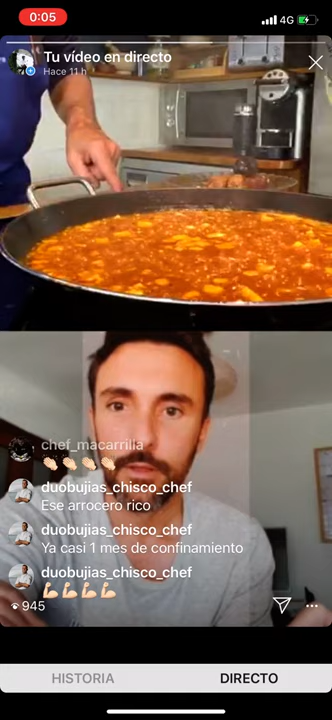 0:05
4G
Tu vídeo en directo
Hace 11 h
chef_macarrilla
👏🏻👏🏻👏🏻👏🏻
duobujias_chisco_chef
Ese arrocero rico
duobujias_chisco_chef
Ya casi 1 mes de confinamiento
duobujias_chisco_chef
💪🏻💪🏻💪🏻💪🏻
945
HISTORIA
DIRECTO